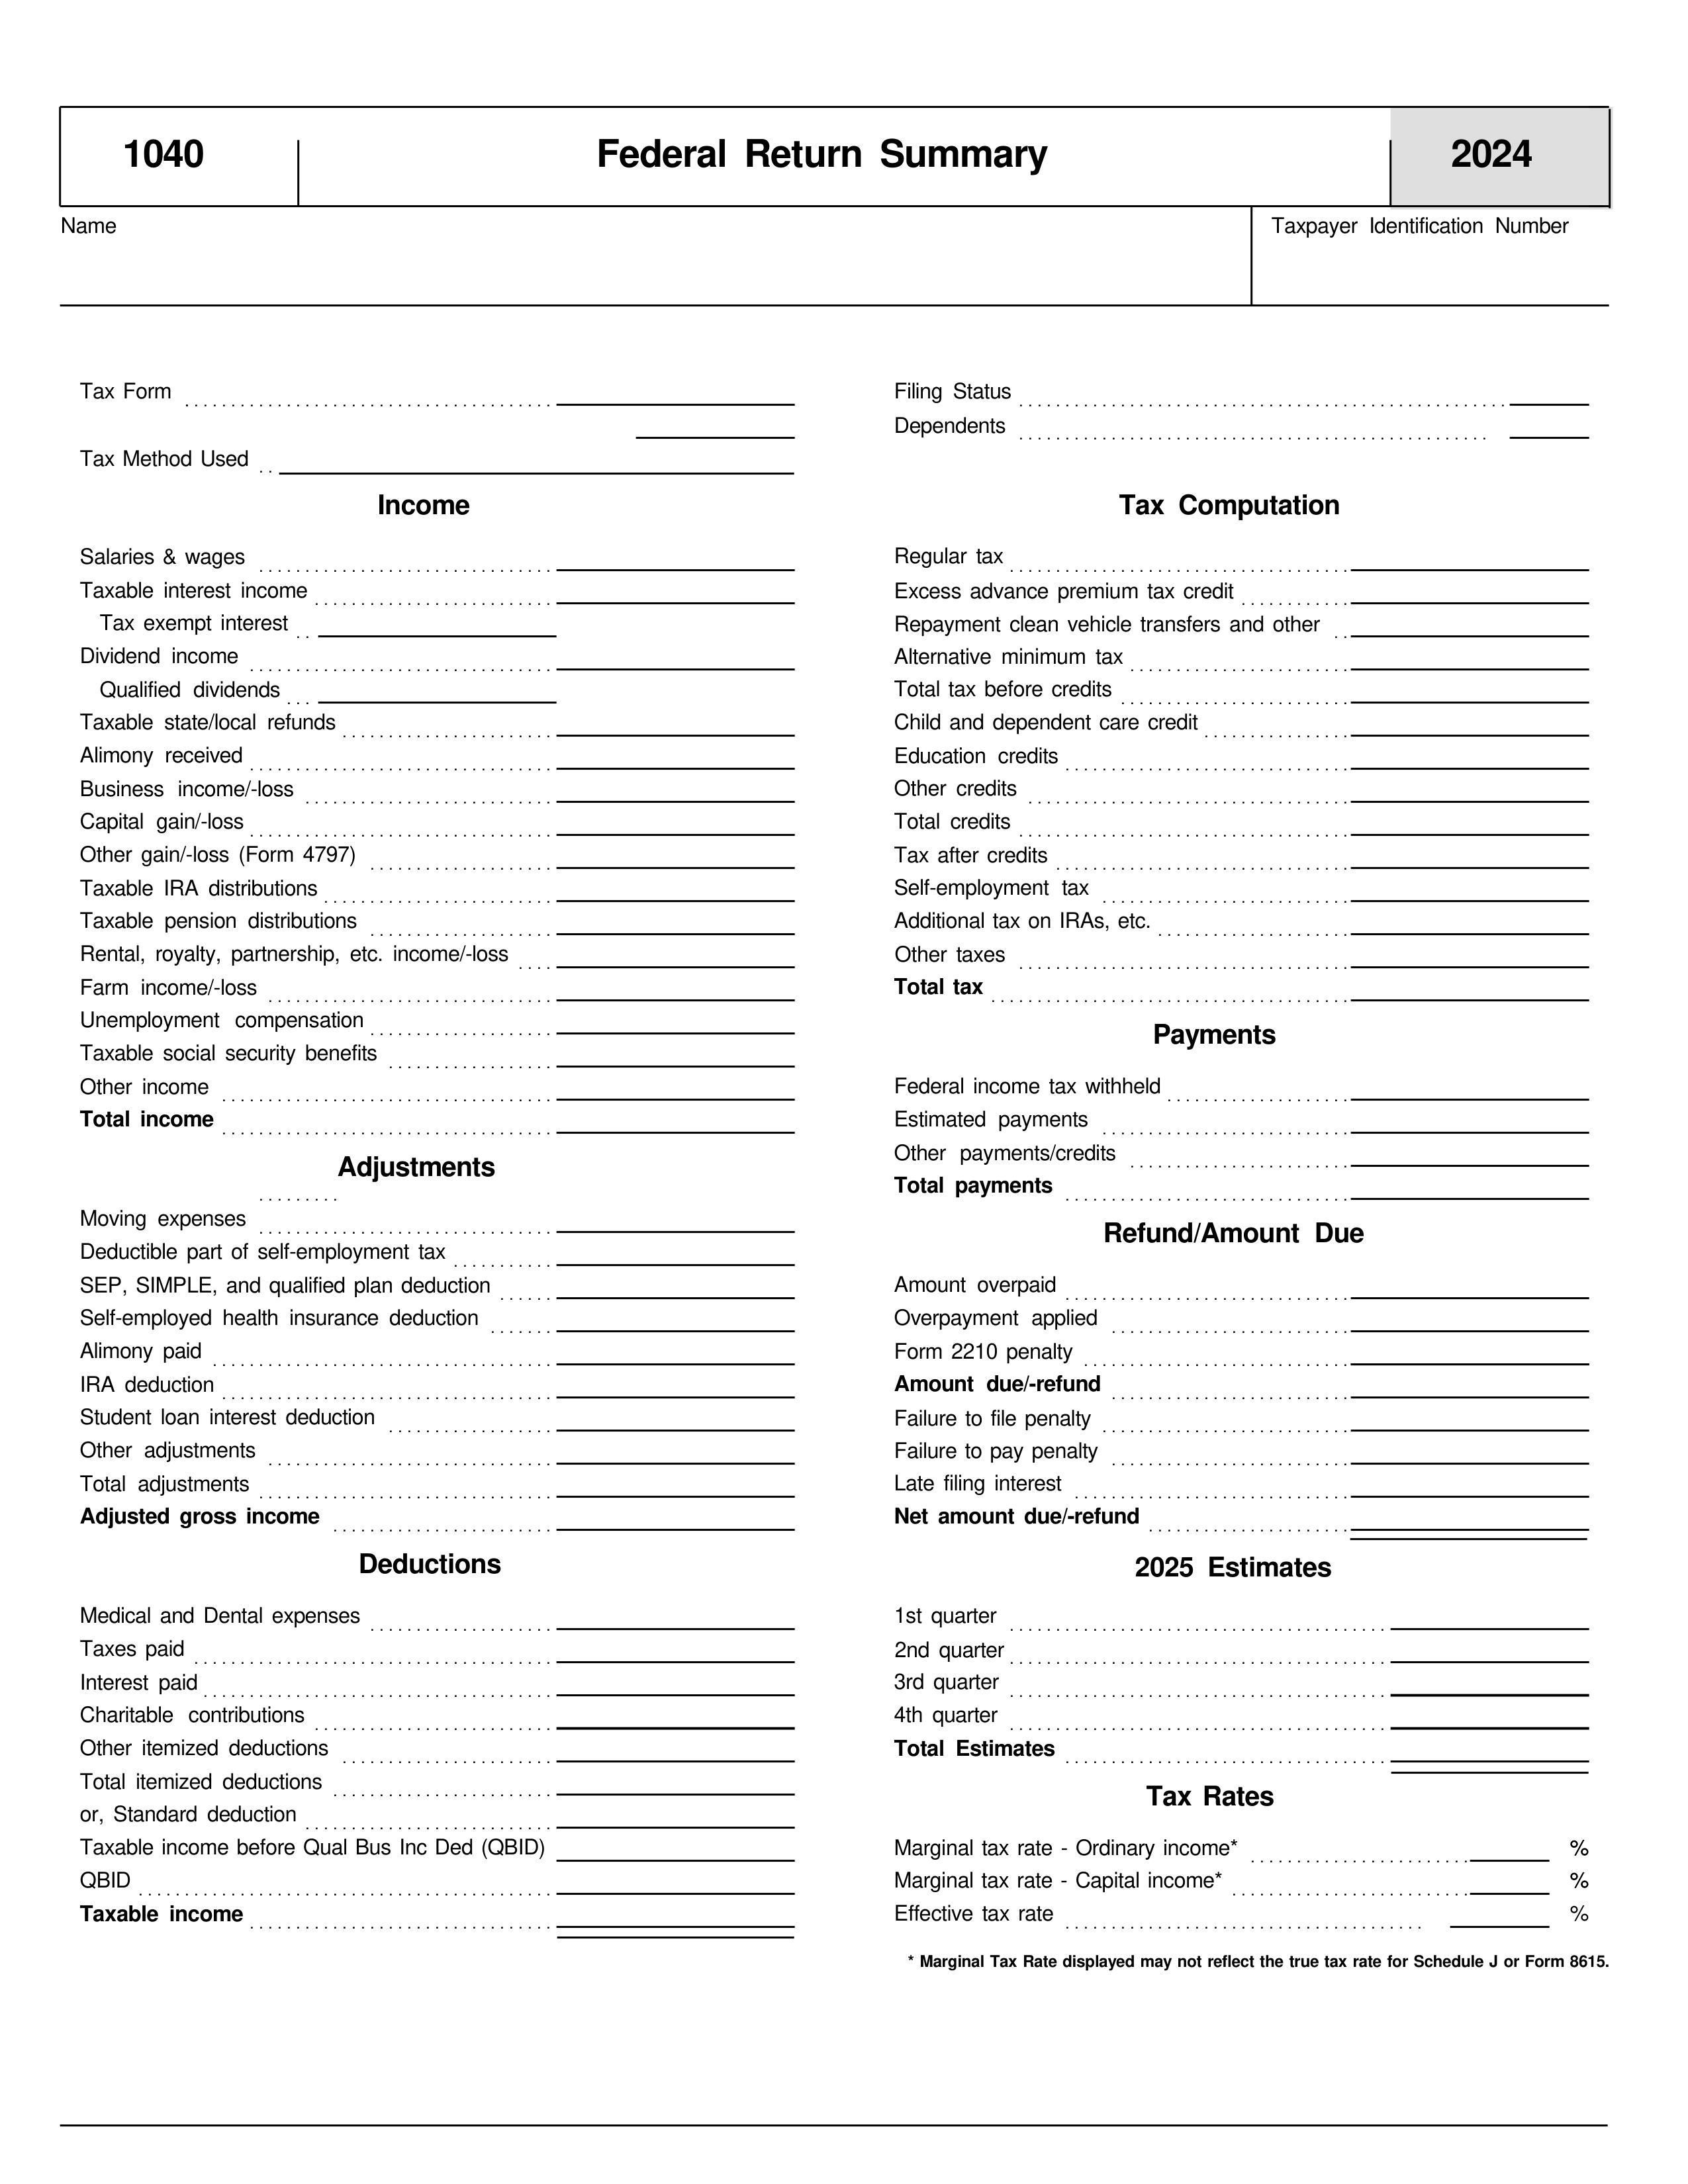 1040
Federal Return Summary
2024
Name
Taxpayer Identification Number
Tax Form
Tax Method Used
Income
Salaries & wages
Taxable interest income
Tax exempt interest
Dividend income
Qualified dividends
Taxable state/local refunds
Alimony received
Business income/-loss
Capital gain/-loss
Other gain/-loss (Form 4797)
Taxable IRA distributions
Taxable pension distributions
Rental, royalty, partnership, etc. income/-loss
Farm income/-loss
Unemployment compensation
Taxable social security benefits
Other income
Total income
Adjustments
Moving expenses
Deductible part of self-employment tax
SEP, SIMPLE, and qualified plan deduction
Self-employed health insurance deduction
Alimony paid
IRA deduction
Student loan interest deduction
Other adjustments
Total adjustments
Adjusted gross income
Deductions
Medical and Dental expenses
Taxes paid
Interest paid
Charitable contributions
Other itemized deductions
Total itemized deductions
or, Standard deduction
Taxable income before Qual Bus Inc Ded (QBID)
QBID
Taxable income
Filing Status
Dependents
Tax Computation
Regular tax
Excess advance premium tax credit
Repayment clean vehicle transfers and other
Alternative minimum tax
Total tax before credits
Child and dependent care credit
Education credits
Other credits
Total credits
Tax after credits
Self-employment tax
Additional tax on IRAs, etc.
Other taxes
Total tax
Payments
Federal income tax withheld
Estimated payments
Other payments/credits
Total payments
Refund/Amount Due
Amount overpaid
Overpayment applied
Form 2210 penalty
Amount due/-refund
Failure to file penalty
Failure to pay penalty
Late filing interest
Net amount due/-refund
2025 Estimates
1st quarter
2nd quarter
3rd quarter
4th quarter
Total Estimates
Tax Rates
Marginal tax rate - Ordinary income* %
Marginal tax rate - Capital income* %
Effective tax rate %
* Marginal Tax Rate displayed may not reflect the true tax rate for Schedule J or Form 8615.